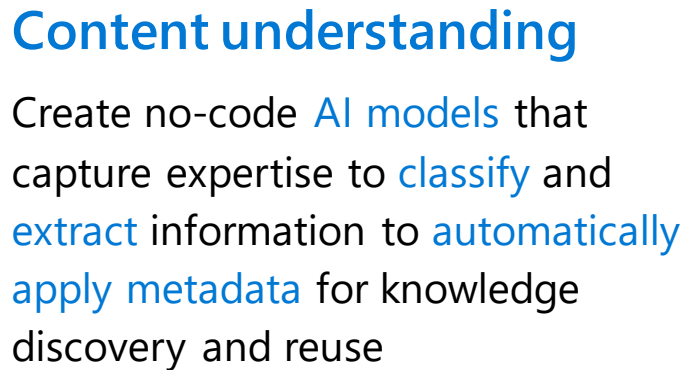 Content understanding
Create no-code AI models that
capture expertise to classify and
extract information to automatically
apply metadata for knowledge
discovery and reuse